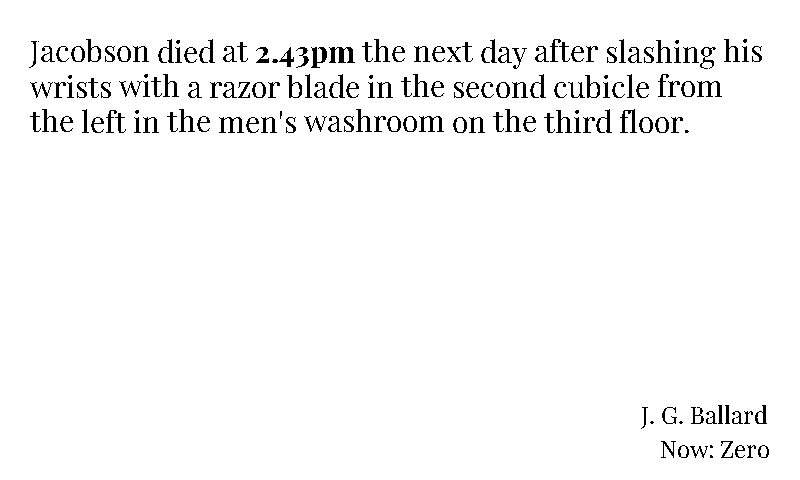 Jacobson died at 2.43pm the next day after slashing his
wrists with a razor blade in the second cubicle from
the left in the men's washroom on the third floor.
J. G. Ballard
Now: Zero